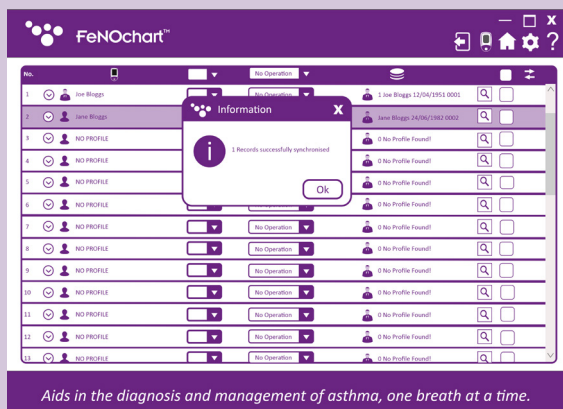 FeNOchart™
No. No Operation
1 Joe Bloggs No Operation 1 Joe Bloggs 12/04/1951 0001
2 Jane Bloggs Jane Bloggs 24/06/1982 0002
Information X
1 Records successfully synchronised
Ok
3 NO PROFILE 0 No Profile Found!
4 NO PROFILE 0 No Profile Found!
5 NO PROFILE 0 No Profile Found!
6 NO PROFILE No Operation 0 No Profile Found!
7 NO PROFILE No Operation 0 No Profile Found!
8 NO PROFILE No Operation 0 No Profile Found!
9 NO PROFILE No Operation 0 No Profile Found!
10 NO PROFILE No Operation 0 No Profile Found!
11 NO PROFILE No Operation 0 No Profile Found!
12 NO PROFILE No Operation 0 No Profile Found!
13 NO PROFILE No Operation 0 No Profile Found!
Aids in the diagnosis and management of asthma, one breath at a time.